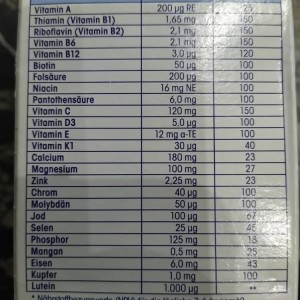 Vitamin A 200 µg RE 25
Thiamin (Vitamin B1) 1,65 mg 150
Riboflavin (Vitamin B2) 2,1 mg 150
Vitamin B6 2,1 mg 150
Vitamin B12 3,0 µg 120
Biotin 50 µg 100
Folsäure 200 µg 100
Niacin 16 mg NE 100
Pantothensäure 6,0 mg 100
Vitamin C 120 mg 150
Vitamin D3 5.0 µg 100
Vitamin E 12 mg α-TE 100
Vitamin K1 30 µg 40
Calcium 180 mg 23
Magnesium 100 mg 27
Zink 2,25 mg 23
Chrom 40 µg 100
Molybdän 50 µg 100
Jod 100 µg 67
Selen 25 µg 45
Phosphor 125 mg 18
Mangan 0,5 mg 25
Eisen 6,0 mg 43
Kupfer 1,0 mg 100
Lutein 1.000 µg **